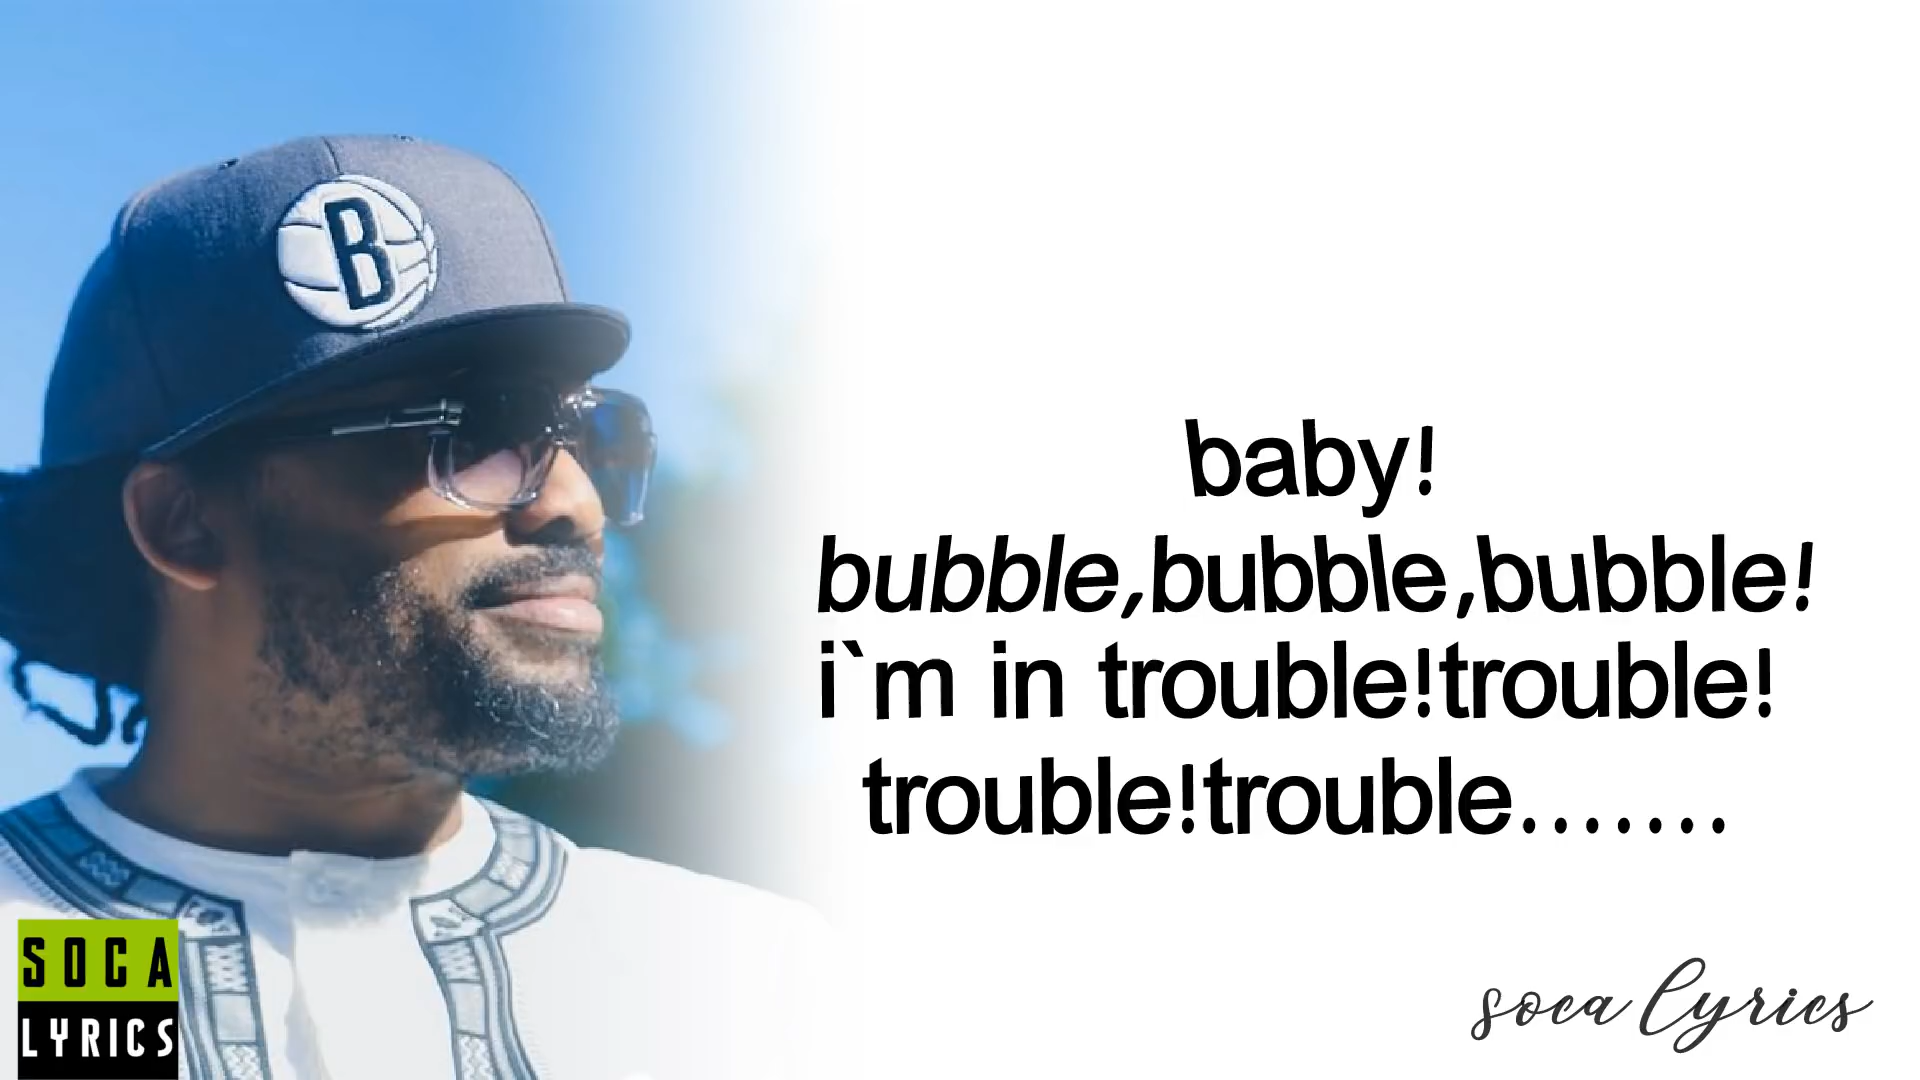 B
baby!
bubble,bubble,bubble!
i`m in trouble!trouble!
trouble!trouble.......
SOCA
LYRICS
soca lyrics